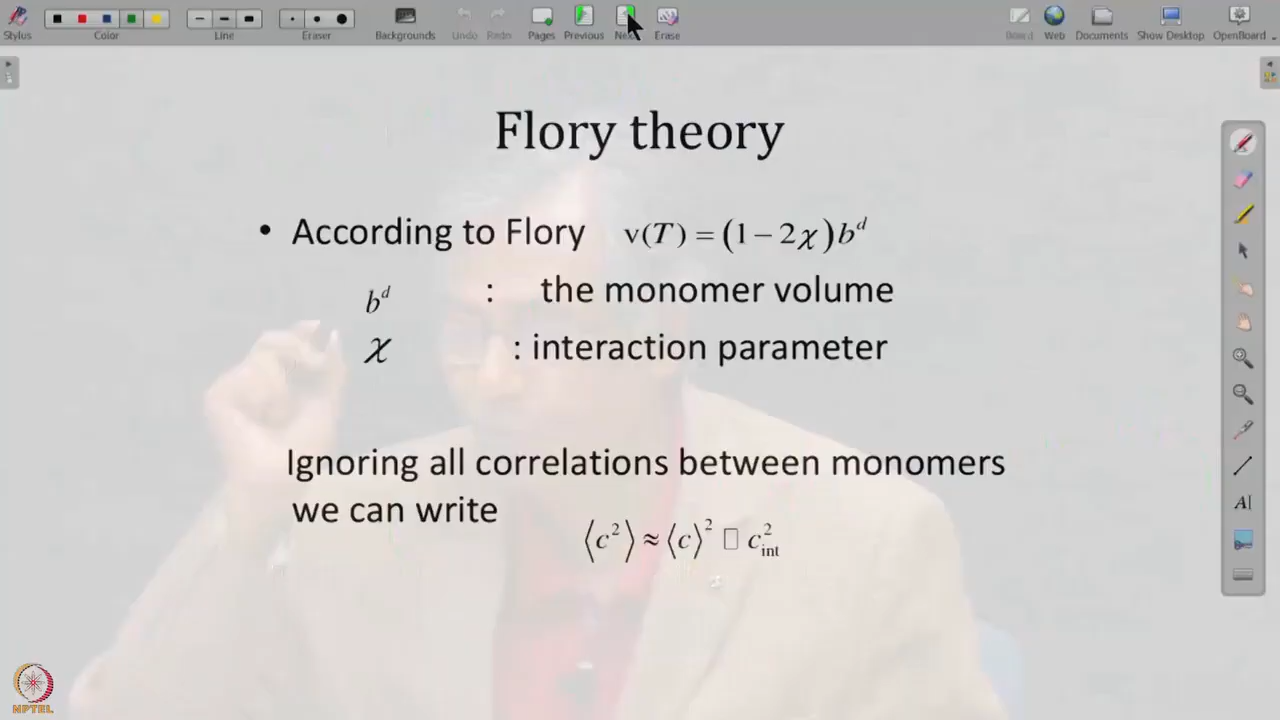 Stylus Color Line Eraser Backgrounds Undo Redo Pages Previous Erase Board Web Documents Show Desktop OpenBoard
Flory theory
• According to Flory v(T) = (1 − 2χ)b^d
b^d : the monomer volume
χ : interaction parameter
Ignoring all correlations between monomers
we can write
⟨c²⟩ ≈ ⟨c⟩² □ c²_int
NPTEL